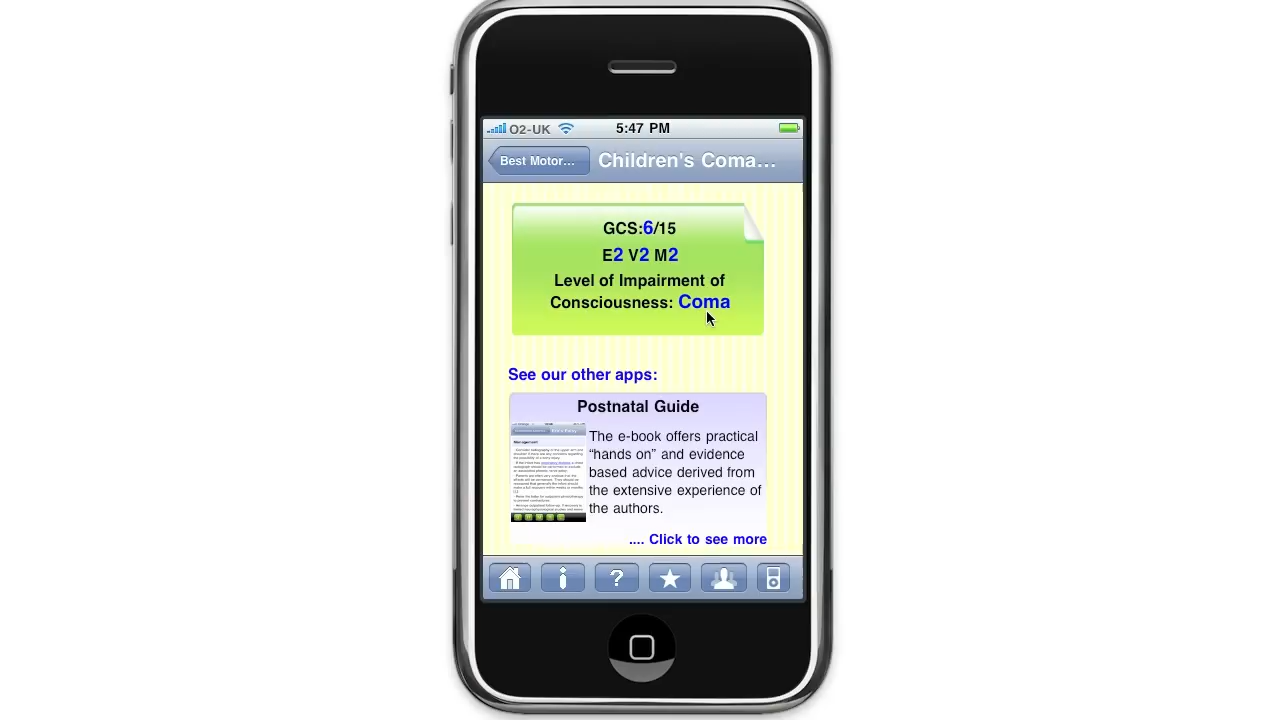 O2-UK 5:47 PM
Best Motor... Children's Coma...
GCS:6/15
E2 V2 M2
Level of Impairment of
Consciousness: Coma
See our other apps:
Postnatal Guide
Management
The e-book offers practical
“hands on” and evidence
based advice derived from
the extensive experience of
the authors.
.... Click to see more
?